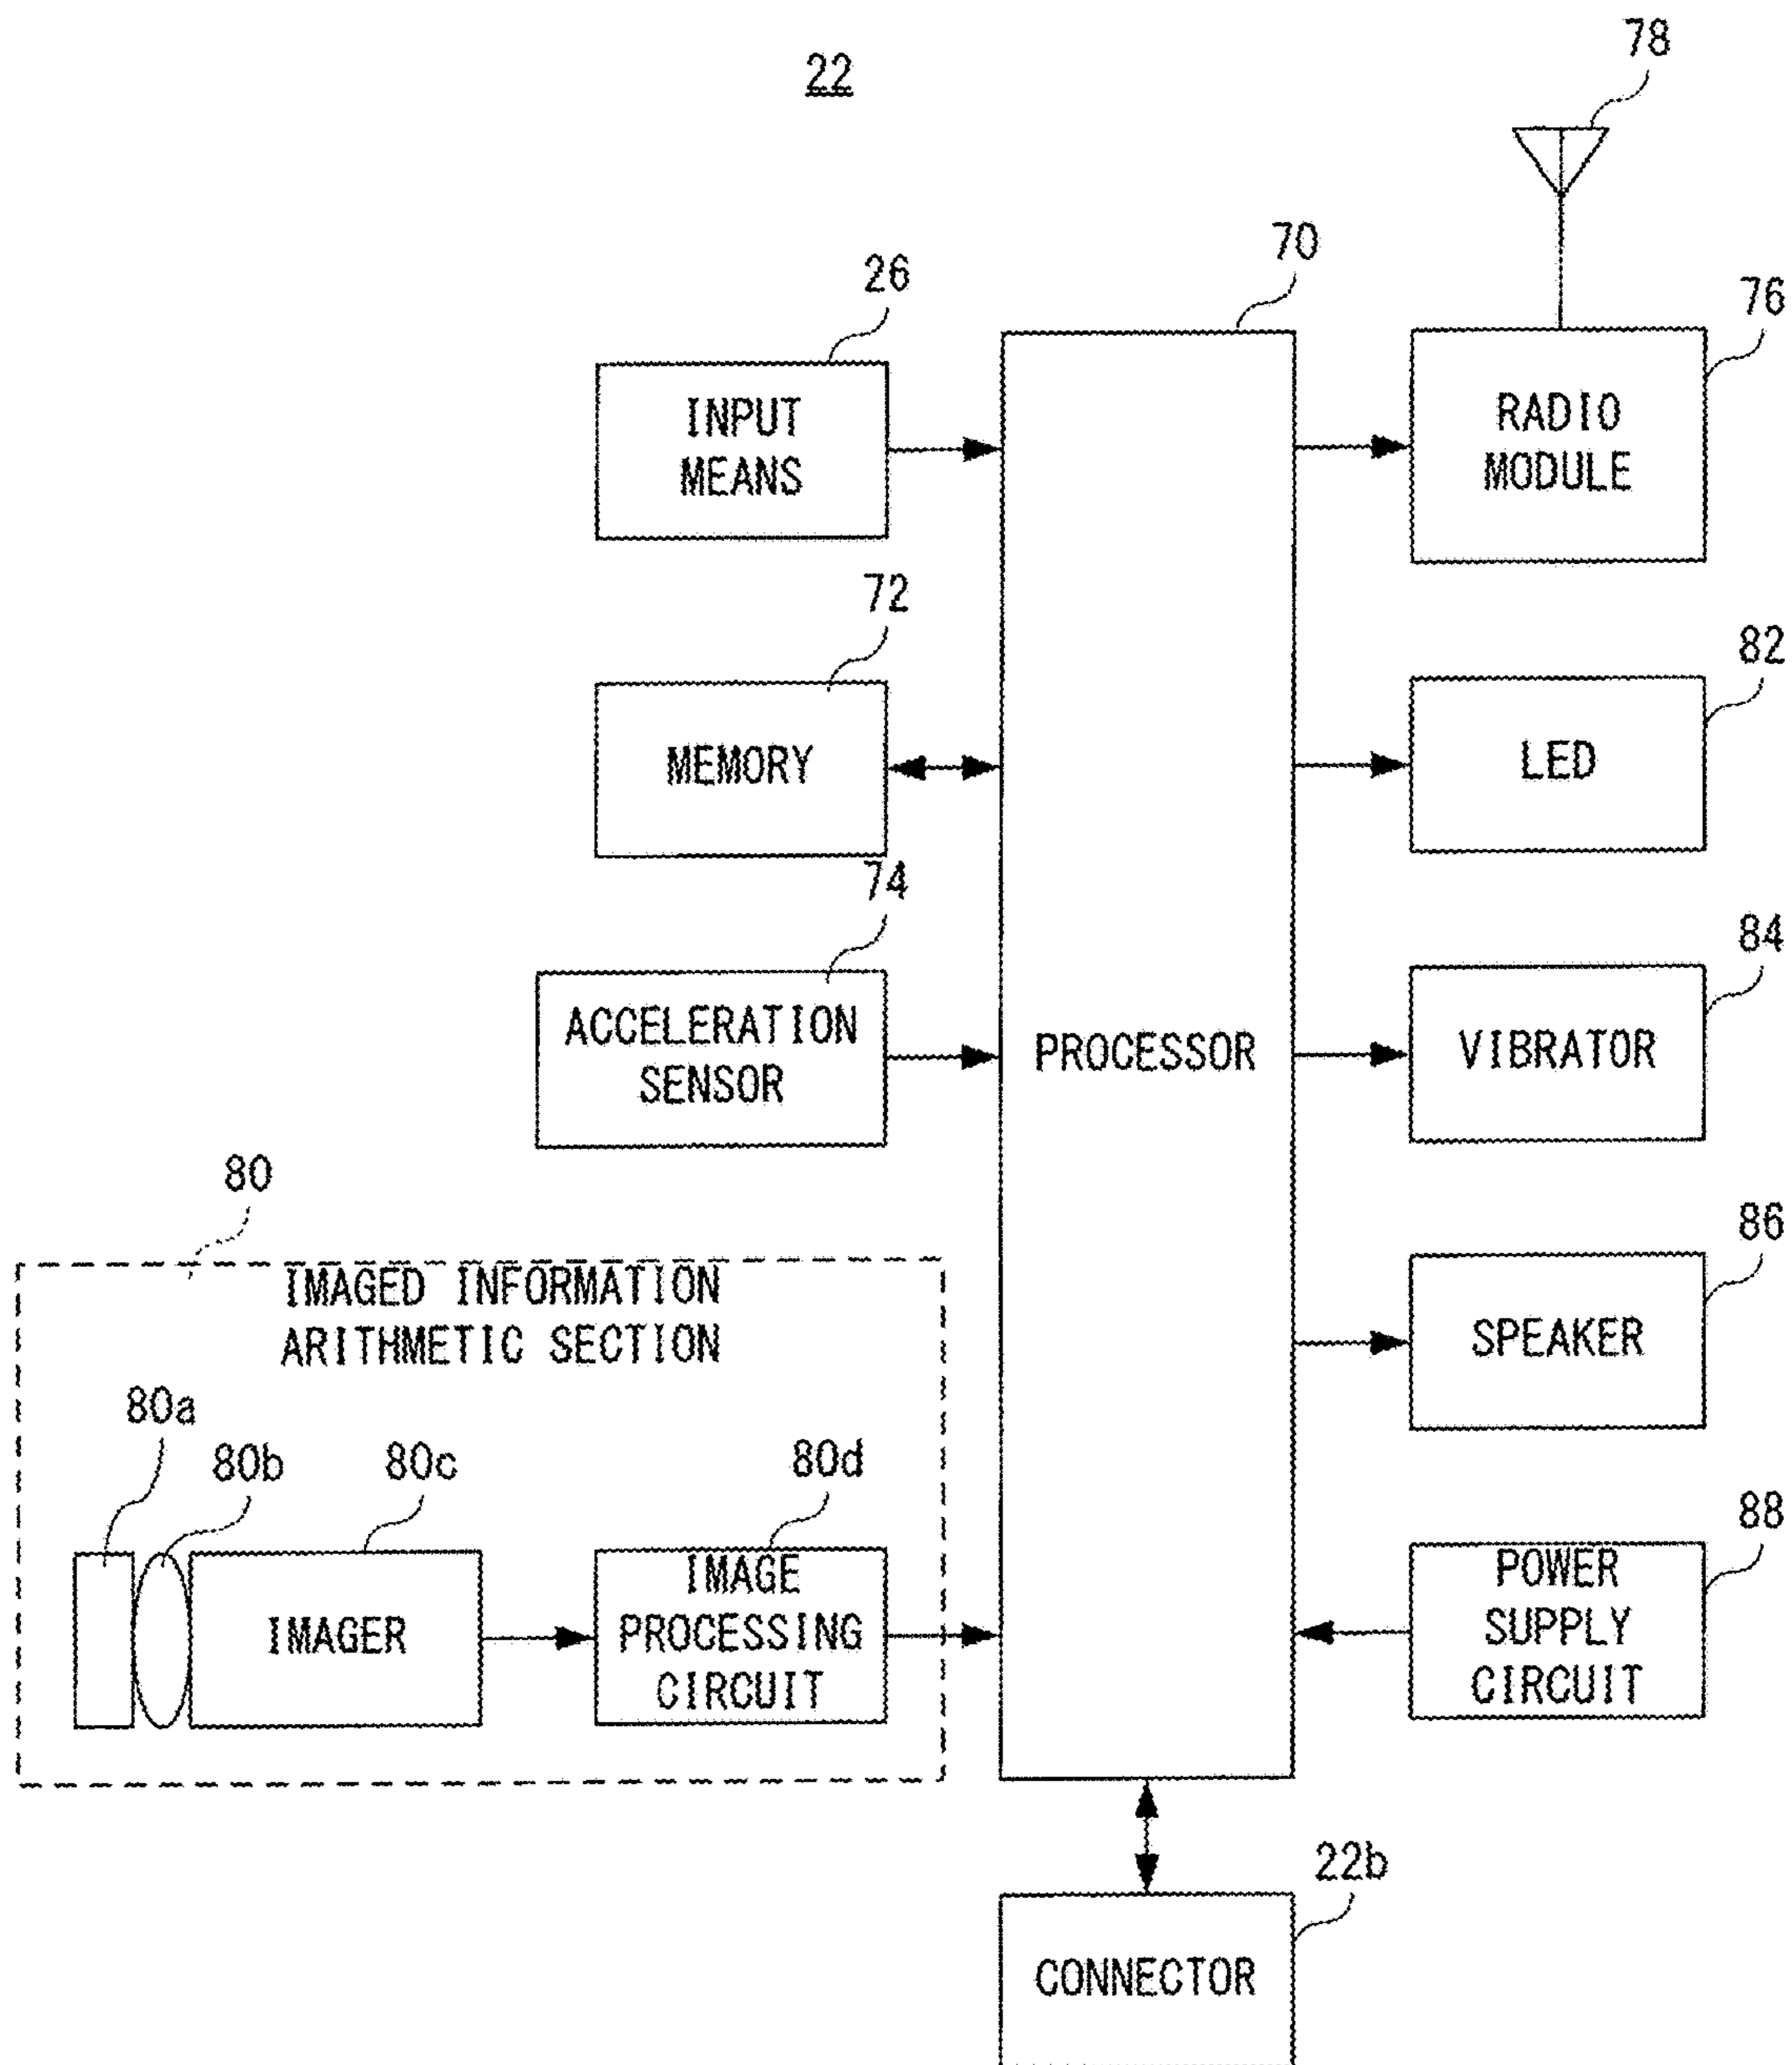 22
78
70
26
76
INPUT
MEANS
RADIO
MODULE
72
82
MEMORY
LED
74
84
ACCELERATION
SENSOR
PROCESSOR
VIBRATOR
80
86
IMAGED INFORMATION
ARITHMETIC SECTION
SPEAKER
80a
80b
80c
80d
88
IMAGER
IMAGE
PROCESSING
CIRCUIT
POWER
SUPPLY
CIRCUIT
22b
CONNECTOR